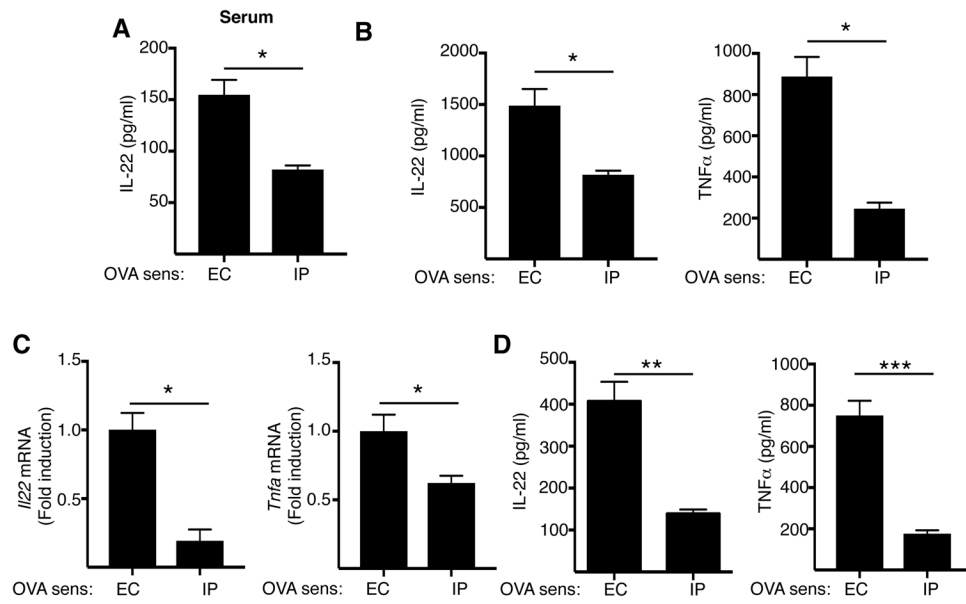 Serum
A
IL-22 (pg/ml)
200
150
100
50
*
OVA sens: EC IP
B
IL-22 (pg/ml)
2000
1500
1000
500
*
OVA sens: EC IP
TNFα (pg/ml)
1000
800
600
400
200
*
OVA sens: EC IP
C
Il22 mRNA
(Fold induction)
1.5
1.0
0.5
*
OVA sens: EC IP
Tnfa mRNA
(Fold induction)
1.5
1.0
0.5
*
OVA sens: EC IP
D
IL-22 (pg/ml)
500
400
300
200
100
**
OVA sens: EC IP
TNFα (pg/ml)
1000
800
600
400
200
***
OVA sens: EC IP